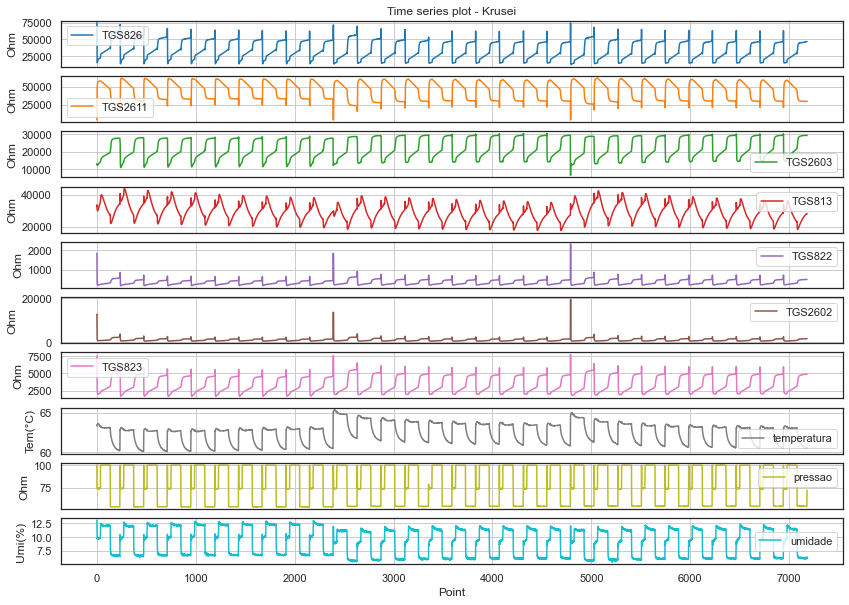 Time series plot - Krusei
75000
50000
25000
Ohm
TGS826
50000
25000
Ohm
TGS2611
30000
20000
10000
Ohm
TGS2603
40000
20000
Ohm
TGS813
2000
1000
Ohm
TGS822
20000
0
Ohm
TGS2602
7500
5000
2500
Ohm
TGS823
65
60
Tem(°C)
temperatura
100
75
Ohm
pressao
12.5
10.0
7.5
Umi(%)
umidade
0 1000 2000 3000 4000 5000 6000 7000
Point